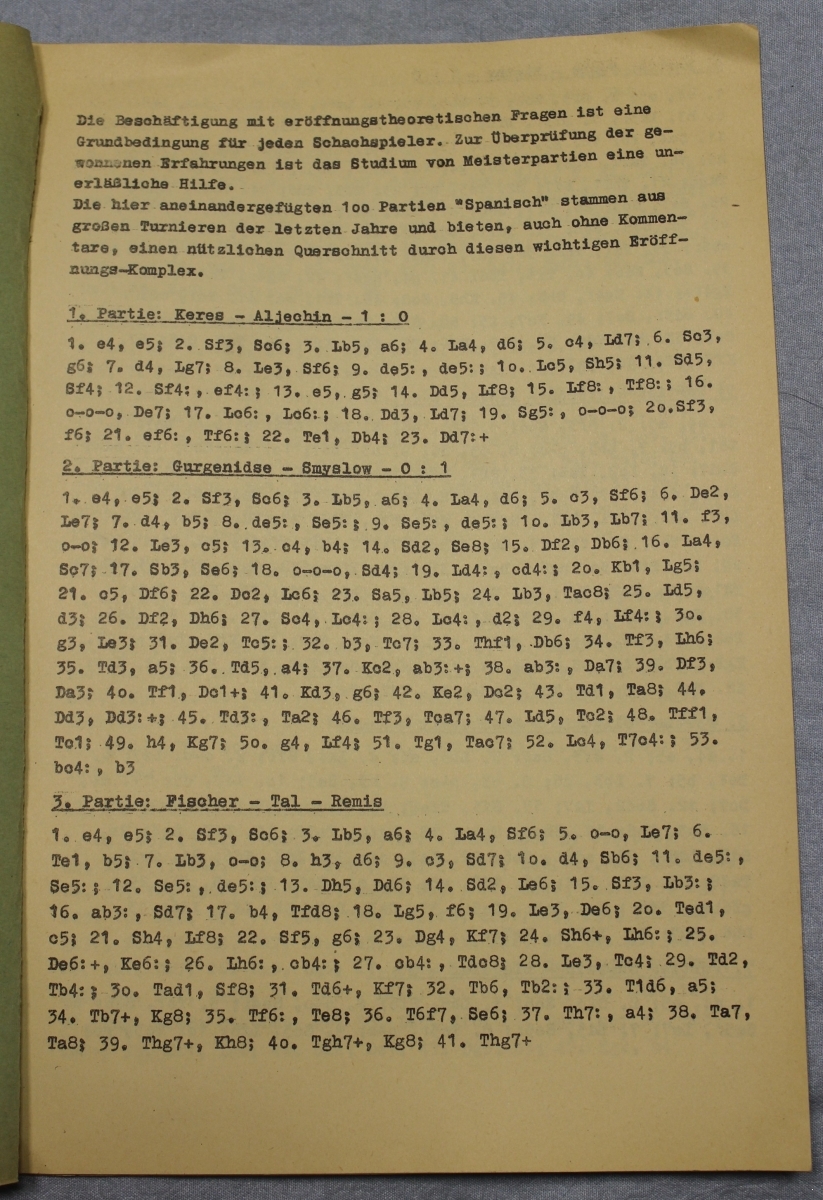 Die Beschäftigung mit eröffnungstheoretischen Fragen ist eine
Grundbedingung für jeden Schachspieler. Zur Überprüfung der ge-
wonnenen Erfahrungen ist das Studium von Meisterpartien eine un-
erläßliche Hilfe.
Die hier aneinandergefügten 1oo Partien "Spanisch" stammen aus
großen Turnieren der letzten Jahre und bieten, auch ohne Kommen-
tare, einen nützlichen Querschnitt durch diesen wichtigen Eröff-
nungs-Komplex.
1. Partie: Keres - Aljechin - 1 : 0
1. e4, e5; 2. Sf3, Sc6; 3. Lb5, a6; 4. La4, d6; 5. c4, Ld7; 6. Sc3,
g6; 7. d4, Lg7; 8. Le3, Sf6; 9. de5:, de5:; 1o. Lc5, Sh5; 11. Sd5,
Sf4; 12. Sf4:, ef4:; 13. e5, g5; 14. Dd5, Lf8; 15. Lf8:, Tf8:; 16.
o-o-o, De7; 17. Lc6:, Lc6:; 18. Dd3, Ld7; 19. Sg5:, o-o-o; 2o.Sf3,
f6; 21. ef6:, Tf6:; 22. Te1, Db4; 23. Dd7:+
2. Partie: Gurgenidse - Smyslow - O : 1
1. e4, e5; 2. Sf3, Sc6; 3. Lb5, a6; 4. La4, d6; 5. c3, Sf6; 6. De2,
Le7; 7. d4, b5; 8. de5:, Se5:; 9. Se5:, de5:; 1o. Lb3, Lb7; 11. f3,
o-o; 12. Le3, c5; 13. c4, b4; 14. Sd2, Se8; 15. Df2, Db6; 16. La4,
Sc7; 17. Sb3, Se6; 18. o-o-o, Sd4; 19. Ld4:, cd4:; 2o. Kb1, Lg5;
21. c5, Df6; 22. Dc2, Lc6; 23. Sa5, Lb5; 24. Lb3, Tac8; 25. Ld5,
d3; 26. Df2, Dh6; 27. Sc4, Lc4:; 28. Lc4:, d2; 29. f4, Lf4:; 3o.
g3, Le3; 31. De2, Tc5:; 32. b3, Tc7; 33. Thf1, Db6; 34. Tf3, Lh6;
35. Td3, a5; 36. Td5, a4; 37. Kc2, ab3:+; 38. ab3:, Da7; 39. Df3,
Da3; 4o. Tf1, Dc1+; 41. Kd3, g6; 42. Ke2, Dc2; 43. Td1, Ta8; 44.
Dd3, Dd3:+; 45. Td3:, Ta2; 46. Tf3, Tca7; 47. Ld5, Tc2; 48. Tff1,
Tc1; 49. h4, Kg7; 5o. g4, Lf4; 51. Tg1, Tac7; 52. Lc4, T7c4:; 53.
bc4:, b3
3. Partie: Fischer - Tal - Remis
1. e4, e5; 2. Sf3, Sc6; 3. Lb5, a6; 4. La4, Sf6; 5. o-o, Le7; 6.
Te1, b5; 7. Lb3, o-o; 8. h3, d6; 9. c3, Sd7; 1o. d4, Sb6; 11. de5:,
Se5:; 12. Se5:, de5:; 13. Dh5, Dd6; 14. Sd2, Le6; 15. Sf3, Lb3:;
16. ab3:, Sd7; 17. b4, Tfd8; 18. Lg5, f6; 19. Le3, De6; 2o. Ted1,
c5; 21. Sh4, Lf8; 22. Sf5, g6; 23. Dg4, Kf7; 24. Sh6+, Lh6:; 25.
De6:+, Ke6:; 26. Lh6:, cb4:; 27. cb4:, Tdc8; 28. Le3, Tc4; 29. Td2,
Tb4:; 3o. Tad1, Sf8; 31. Td6+, Kf7; 32. Tb6, Tb2:; 33. T1d6, a5;
34. Tb7+, Kg8; 35. Tf6:, Te8; 36. T6f7, Se6; 37. Th7:, a4; 38. Ta7,
Ta8; 39. Thg7+, Kh8; 4o. Tgh7+, Kg8; 41. Thg7+